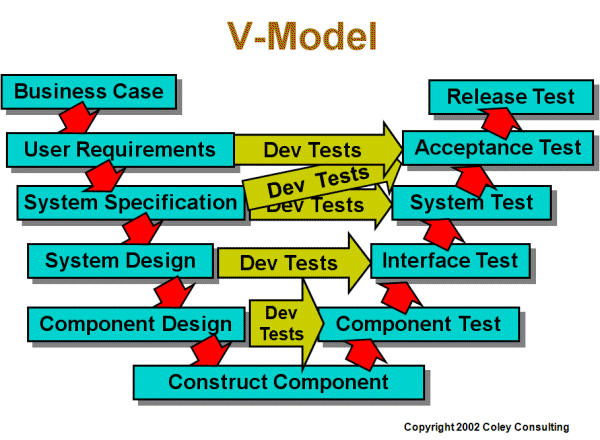 V-Model
Business Case
Release Test
User Requirements
Dev Tests
Acceptance Test
Dev Tests
System Specification
Dev Tests
System Test
System Design
Dev Tests
Interface Test
Component Design
Dev
Tests
Component Test
Construct Component
Copyright 2002 Coley Consulting